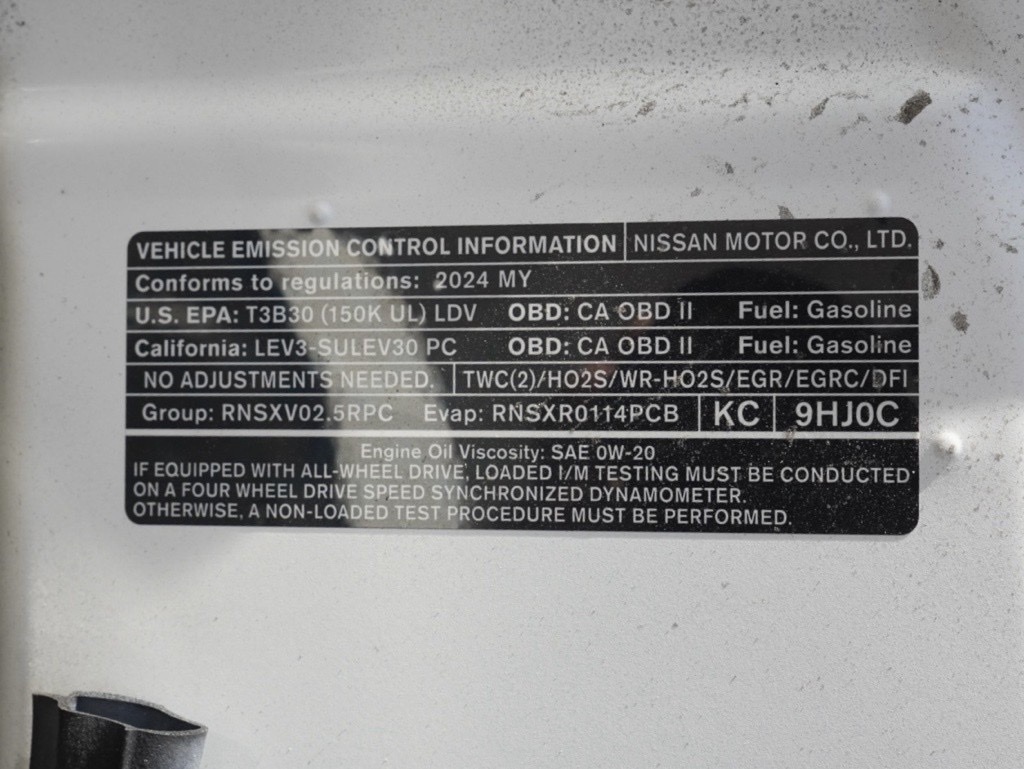 VEHICLE EMISSION CONTROL INFORMATION NISSAN MOTOR CO., LTD.
Conforms to regulations: 2024 MY
U.S. EPA: T3B30 (150K UL) LDV OBD: CA OBD II Fuel: Gasoline
California: LEV3-SULEV30 PC OBD: CA OBD II Fuel: Gasoline
NO ADJUSTMENTS NEEDED. TWC(2)/HO2S/WR-HO2S/EGR/EGRC/DFI
Group: RNSXV02.5RPC Evap: RNSXR0114PCB KC 9HJ0C
Engine Oil Viscosity: SAE 0W-20
IF EQUIPPED WITH ALL-WHEEL DRIVE, LOADED I/M TESTING MUST BE CONDUCTED
ON A FOUR WHEEL DRIVE SPEED SYNCHRONIZED DYNAMOMETER.
OTHERWISE, A NON-LOADED TEST PROCEDURE MUST BE PERFORMED.